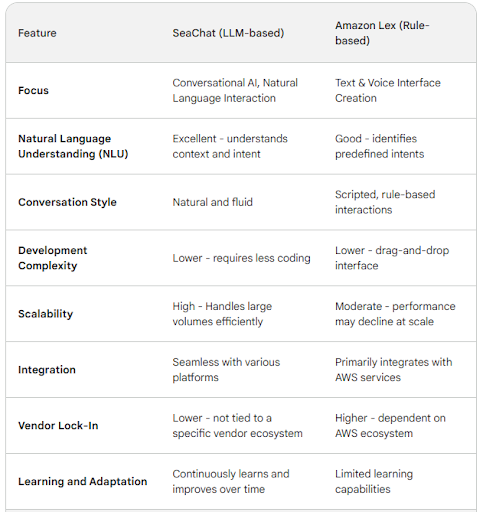 Feature SeaChat (LLM-based) Amazon Lex (Rule-
based)
Focus Conversational AI, Natural Text & Voice Interface
Language Interaction Creation
Natural Language Excellent - understands Good - identifies
Understanding (NLU) context and intent predefined intents
Conversation Style Natural and fluid Scripted, rule-based
interactions
Development Lower - requires less coding Lower - drag-and-drop
Complexity interface
Scalability High - Handles large Moderate - performance
volumes efficiently may decline at scale
Integration Seamless with various Primarily integrates with
platforms AWS services
Vendor Lock-In Lower - not tied to a Higher - dependent on
specific vendor ecosystem AWS ecosystem
Learning and Adaptation Continuously learns and Limited learning
improves over time capabilities